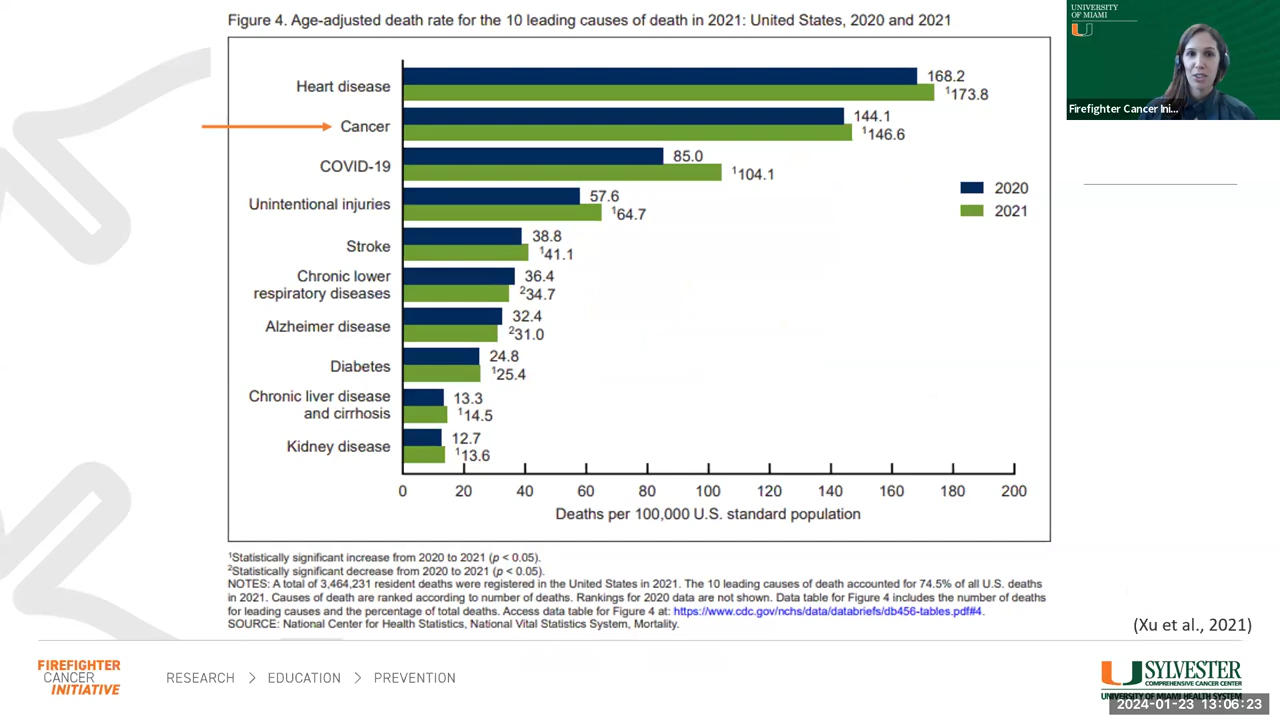 Figure 4. Age-adjusted death rate for the 10 leading causes of death in 2021: United States, 2020 and 2021
UNIVERSITY
OF MIAMI
Firefighter Cancer Ini...
Heart disease
168.2
¹173.8
Cancer
144.1
¹146.6
COVID-19
85.0
¹104.1
Unintentional injuries
57.6
¹64.7
Stroke
38.8
¹41.1
Chronic lower
respiratory diseases
36.4
²34.7
Alzheimer disease
32.4
²31.0
Diabetes
24.8
¹25.4
Chronic liver disease
and cirrhosis
13.3
¹14.5
Kidney disease
12.7
¹13.6
2020
2021
0 20 40 60 80 100 120 140 160 180 200
Deaths per 100,000 U.S. standard population
¹Statistically significant increase from 2020 to 2021 (p < 0.05).
²Statistically significant decrease from 2020 to 2021 (p < 0.05).
NOTES: A total of 3,464,231 resident deaths were registered in the United States in 2021. The 10 leading causes of death accounted for 74.5% of all U.S. deaths
in 2021. Causes of death are ranked according to number of deaths. Rankings for 2020 data are not shown. Data table for Figure 4 includes the number of deaths
for leading causes and the percentage of total deaths. Access data table for Figure 4 at: https://www.cdc.gov/nchs/data/databriefs/db456-tables.pdf#4.
SOURCE: National Center for Health Statistics, National Vital Statistics System, Mortality.
(Xu et al., 2021)
FIREFIGHTER
CANCER
INITIATIVE
RESEARCH > EDUCATION > PREVENTION
SYLVESTER
COMPREHENSIVE CANCER CENTER
UNIVERSITY OF MIAMI HEALTH SYSTEM
2024-01-23 13:06:23